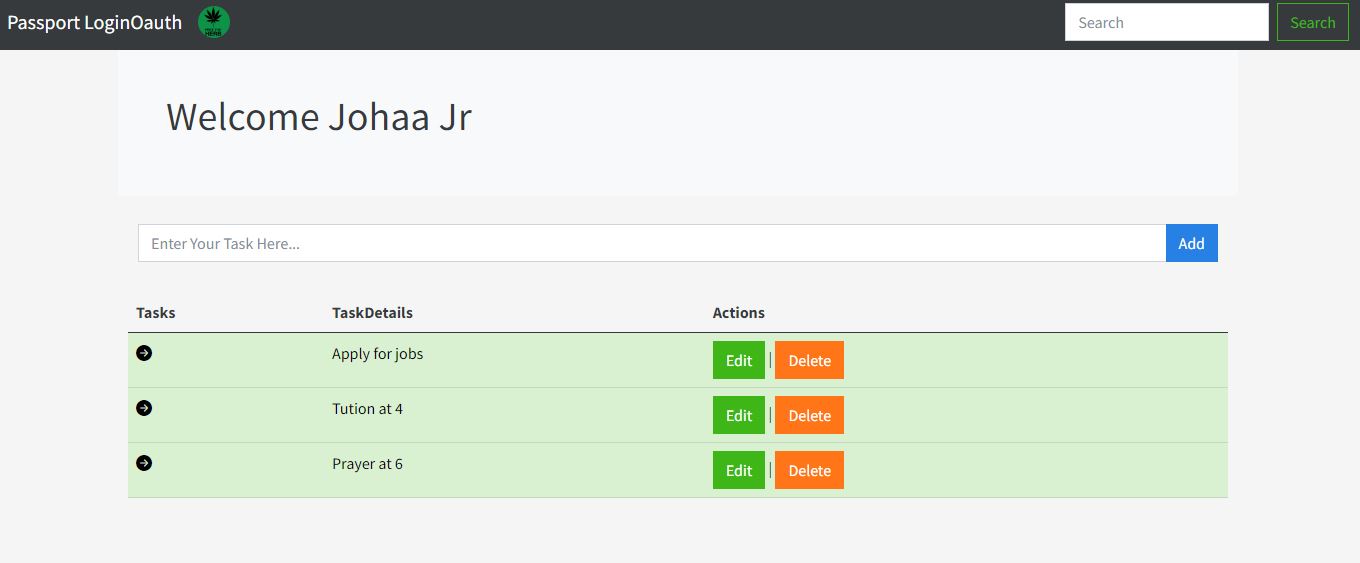 Passport LoginOauth Search Search
Welcome Johaa Jr
Enter Your Task Here... Add
Tasks TaskDetails Actions
Apply for jobs Edit | Delete
Tution at 4 Edit | Delete
Prayer at 6 Edit | Delete